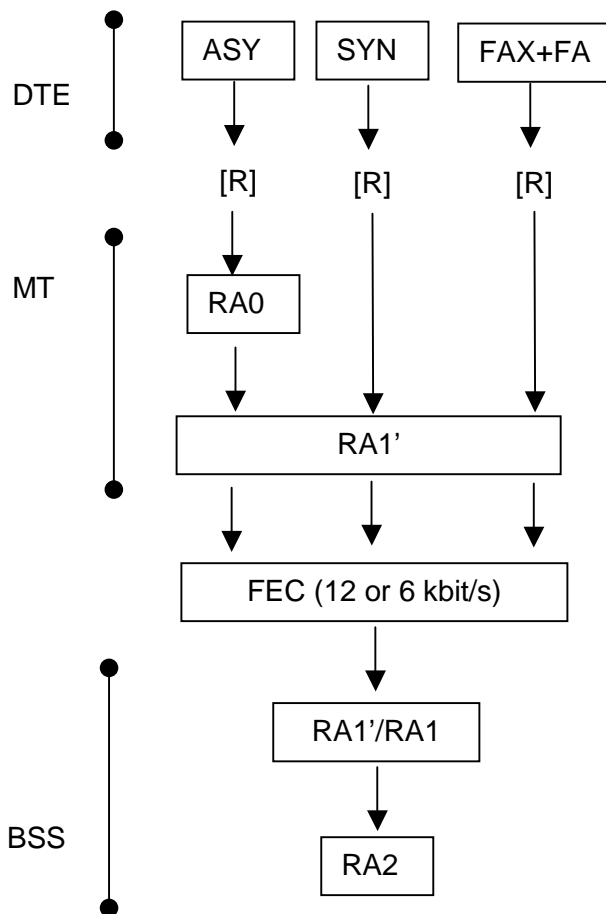 ASY SYN FAX+FA
DTE
[R] [R] [R]
MT
RA0
RA1’
FEC (12 or 6 kbit/s)
RA1’/RA1
BSS
RA2